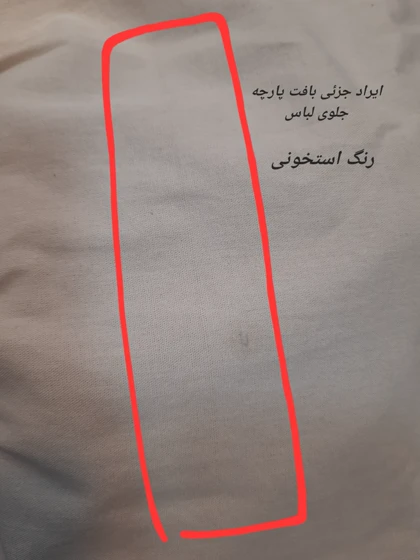 ایراد جزئی بافت پارچه
جلوی لباس
رنگ استخونی